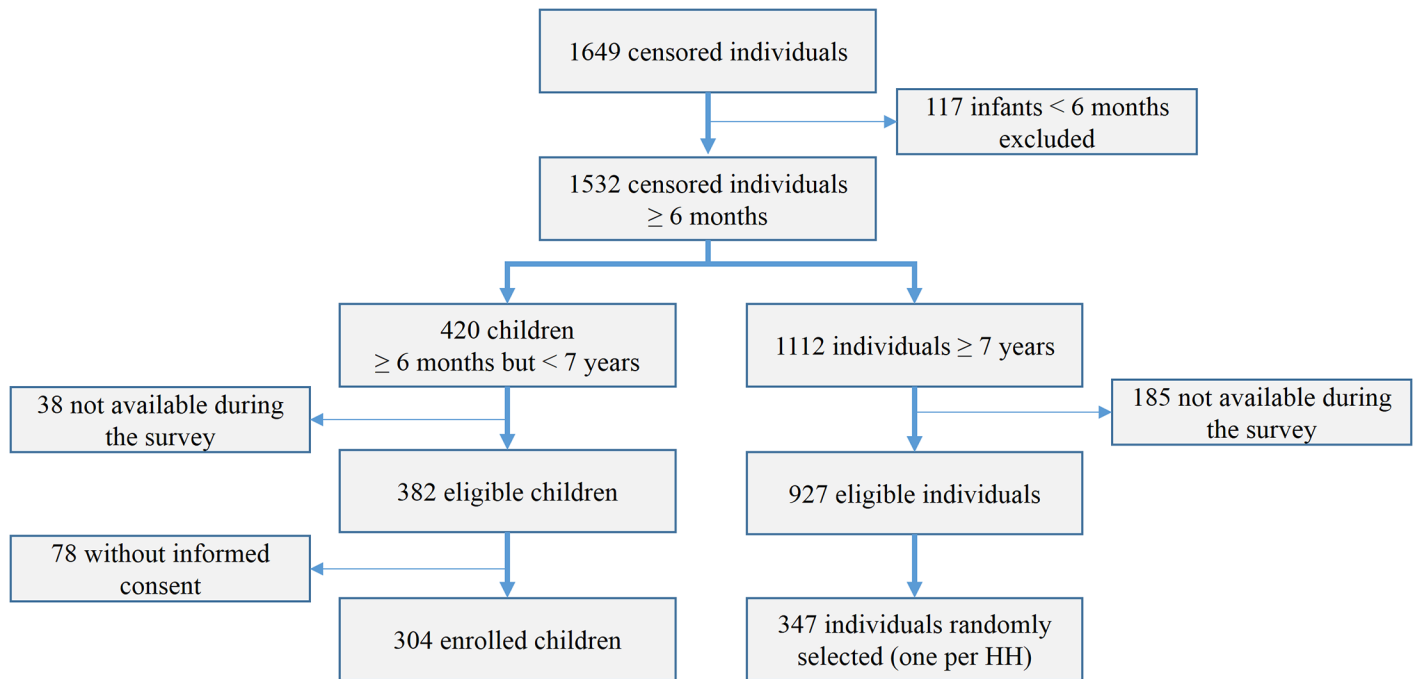 1649 censored individuals
117 infants < 6 months
excluded
1532 censored individuals
≥ 6 months
420 children
≥ 6 months but < 7 years
1112 individuals ≥ 7 years
38 not available during
the survey
185 not available during
the survey
382 eligible children
927 eligible individuals
78 without informed
consent
304 enrolled children
347 individuals randomly
selected (one per HH)